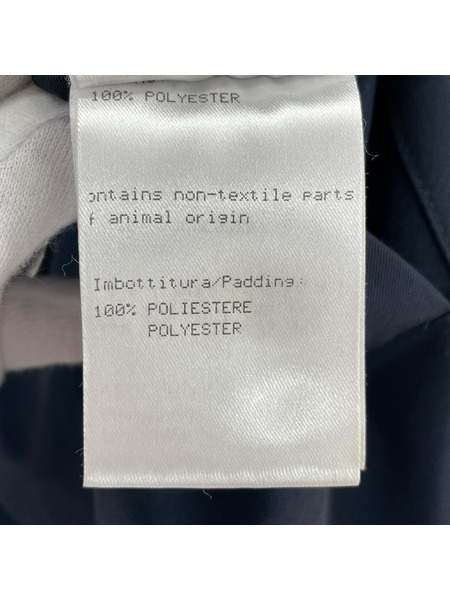 100% POLYESTER
ontains non-textile parts
f animal origin
Imbottitura/Padding:
100% POLIESTERE
POLYESTER